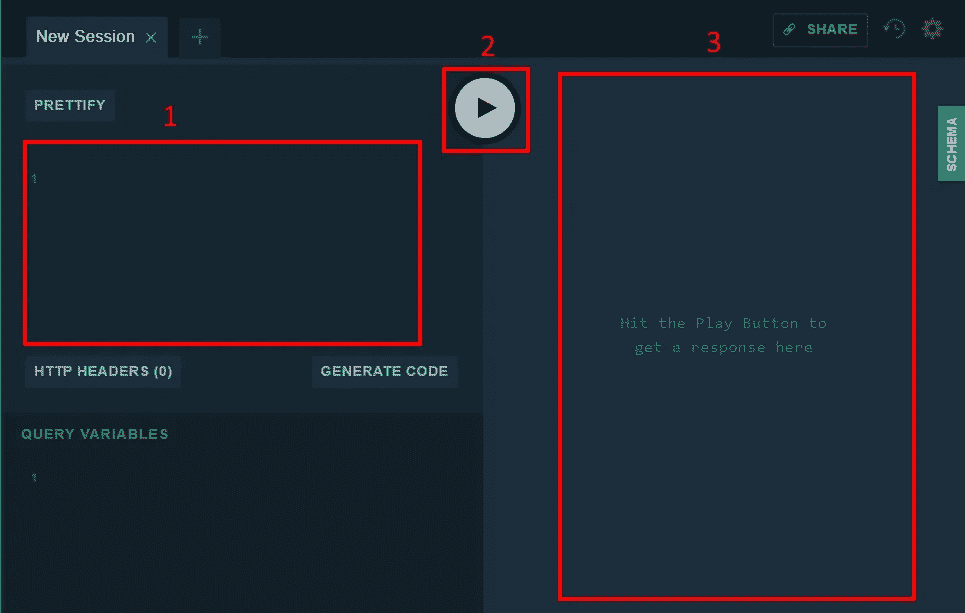 New Session
SHARE
PRETTIFY
1
2
3
1
SCHEMA
Hit the Play Button to
get a response here
HTTP HEADERS (0)
GENERATE CODE
QUERY VARIABLES
1